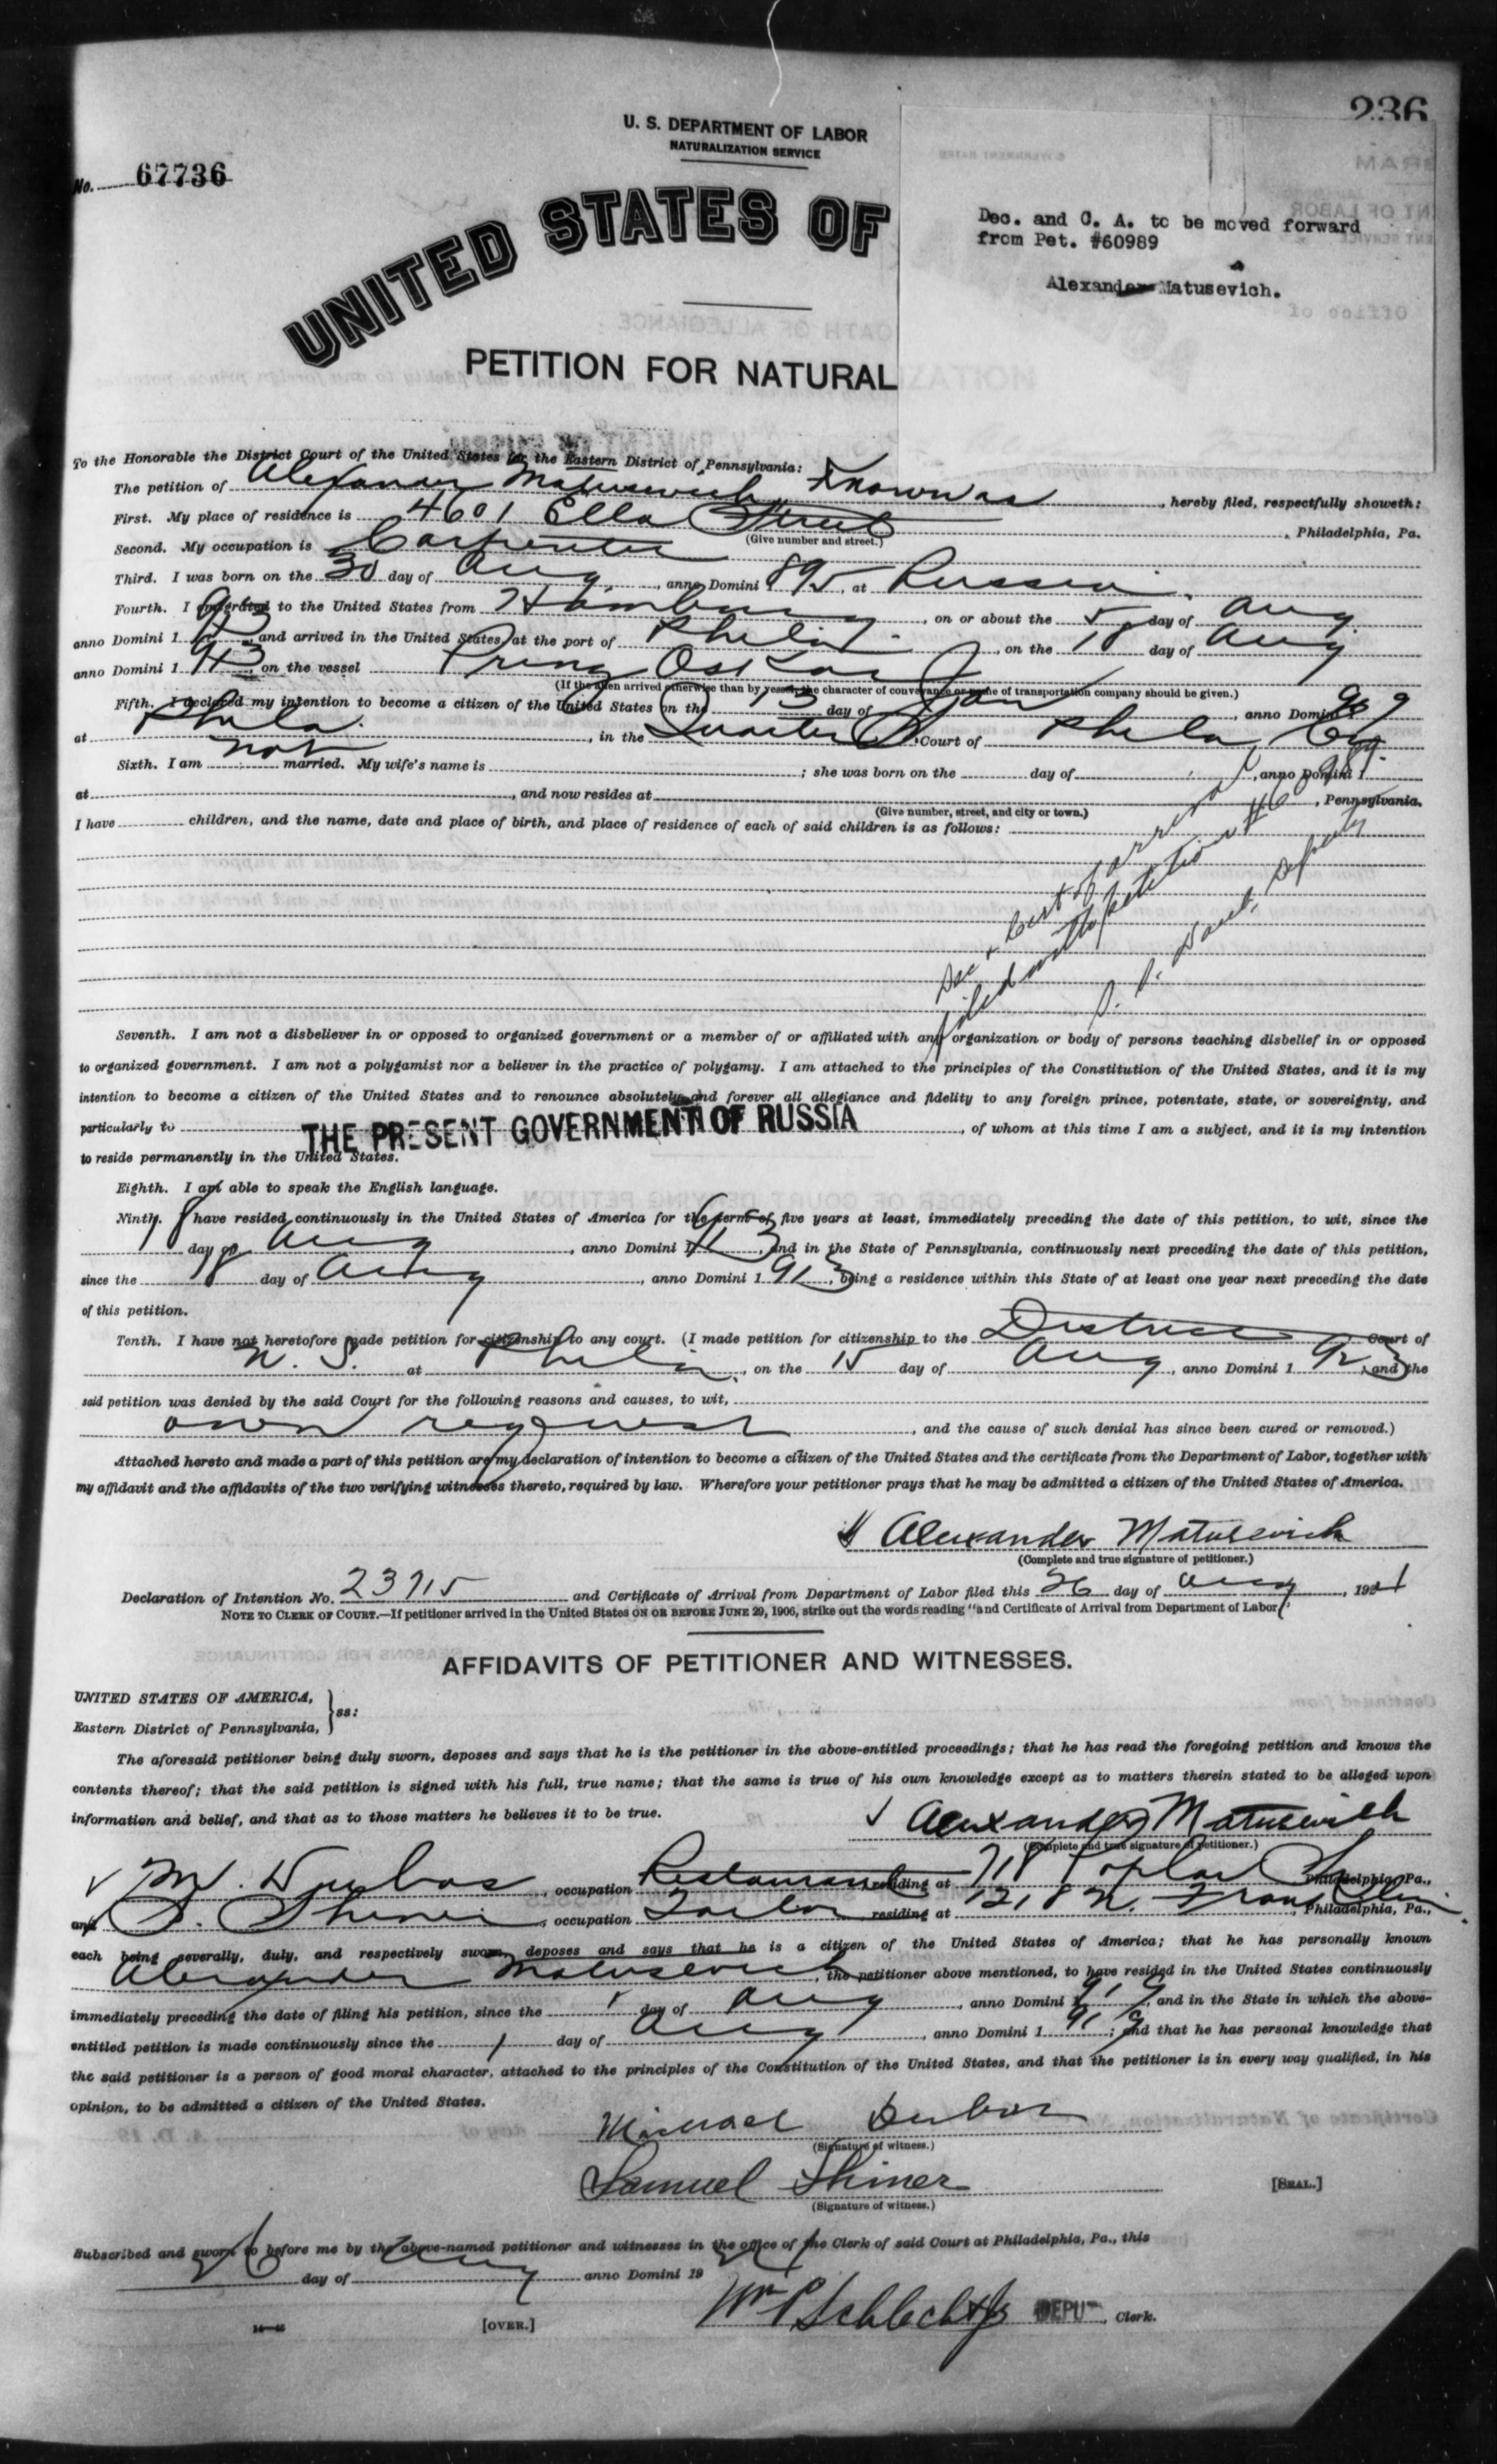 236
U. S. DEPARTMENT OF LABOR
NATURALIZATION SERVICE
No. 67736
UNITED STATES OF
Dec. and C. A. to be moved forward
from Pet. #60989
Alexander Matusevich.
PETITION FOR NATURAL
To the Honorable the District Court of the United States for the Eastern District of Pennsylvania:
The petition of Alexander Matusevich, Known as , hereby filed, respectfully showeth:
First. My place of residence is 4601 Ella Street , Philadelphia, Pa.
(Give number and street.)
Second. My occupation is Carpenter
Third. I was born on the 30 day of Aug , anno Domini 1895, at Russia.
Fourth. I emigrated to the United States from Hamburg , on or about the 5 day of Aug.
anno Domini 1913 and arrived in the United States at the port of Phila. on the 18 day of Aug
anno Domini 1913 on the vessel Prinz Oskar
(If the alien arrived otherwise than by vessel, the character of conveyance or name of transportation company should be given.)
Fifth. I declared my intention to become a citizen of the United States on the 13 day of Jan , anno Domini 1
at Phila. , in the Quarter S. Court of Phila. Co.
Sixth. I am not married. My wife's name is ; she was born on the day of , anno Domini 1
at , and now resides at , Pennsylvania.
(Give number, street, and city or town.)
I have children, and the name, date and place of birth, and place of residence of each of said children is as follows:
Dec & Cert of arrival
filed with petition #60989.
Deputy
Seventh. I am not a disbeliever in or opposed to organized government or a member of or affiliated with any organization or body of persons teaching disbelief in or opposed
to organized government. I am not a polygamist nor a believer in the practice of polygamy. I am attached to the principles of the Constitution of the United States, and it is my
intention to become a citizen of the United States and to renounce absolutely and forever all allegiance and fidelity to any foreign prince, potentate, state, or sovereignty, and
particularly to THE PRESENT GOVERNMENT OF RUSSIA , of whom at this time I am a subject, and it is my intention
to reside permanently in the United States.
Eighth. I am able to speak the English language.
Ninth. I have resided continuously in the United States of America for the term of five years at least, immediately preceding the date of this petition, to wit, since the
18 day of Aug , anno Domini 1913, and in the State of Pennsylvania, continuously next preceding the date of this petition,
since the 18 day of Aug , anno Domini 1913, being a residence within this State of at least one year next preceding the date
of this petition.
Tenth. I have not heretofore made petition for citizenship to any court. (I made petition for citizenship to the District Court of
U. S. at Phila , on the 15 day of Aug , anno Domini 1923, and the
said petition was denied by the said Court for the following reasons and causes, to wit,
own request , and the cause of such denial has since been cured or removed.)
Attached hereto and made a part of this petition are my declaration of intention to become a citizen of the United States and the certificate from the Department of Labor, together with
my affidavit and the affidavits of the two verifying witnesses thereto, required by law. Wherefore your petitioner prays that he may be admitted a citizen of the United States of America.
Alexander Matusevich
(Complete and true signature of petitioner.)
Declaration of Intention No. 23715 and Certificate of Arrival from Department of Labor filed this 26 day of Aug , 192
NOTE TO CLERK OF COURT.—If petitioner arrived in the United States ON OR BEFORE JUNE 29, 1906, strike out the words reading "and Certificate of Arrival from Department of Labor."
AFFIDAVITS OF PETITIONER AND WITNESSES.
UNITED STATES OF AMERICA,
Eastern District of Pennsylvania, } ss:
The aforesaid petitioner being duly sworn, deposes and says that he is the petitioner in the above-entitled proceedings; that he has read the foregoing petition and knows the
contents thereof; that the said petition is signed with his full, true name; that the same is true of his own knowledge except as to matters therein stated to be alleged upon
information and belief, and that as to those matters he believes it to be true.
Alexander Matusevich
(Complete and true signature of petitioner.)
M. Dubos , occupation Restaurant residing at 718 Poplar St Philadelphia, Pa.,
and S. Shiner , occupation Tailor residing at 1218 N. Franklin , Philadelphia, Pa.,
each being severally, duly, and respectively sworn, deposes and says that he is a citizen of the United States of America; that he has personally known
Alexander Matusevich , the petitioner above mentioned, to have resided in the United States continuously
immediately preceding the date of filing his petition, since the 1 day of Aug , anno Domini 1919, and in the State in which the above-
entitled petition is made continuously since the 1 day of Aug , anno Domini 1919; and that he has personal knowledge that
the said petitioner is a person of good moral character, attached to the principles of the Constitution of the United States, and that the petitioner is in every way qualified, in his
opinion, to be admitted a citizen of the United States.
Michael Dubos
(Signature of witness.)
Samuel Shiner
(Signature of witness.)
[SEAL.]
Subscribed and sworn to before me by the above-named petitioner and witnesses in the office of the Clerk of said Court at Philadelphia, Pa., this
26 day of Aug anno Domini 19
Wm P Schlecht Jr DEPUTY, Clerk.
[OVER.]